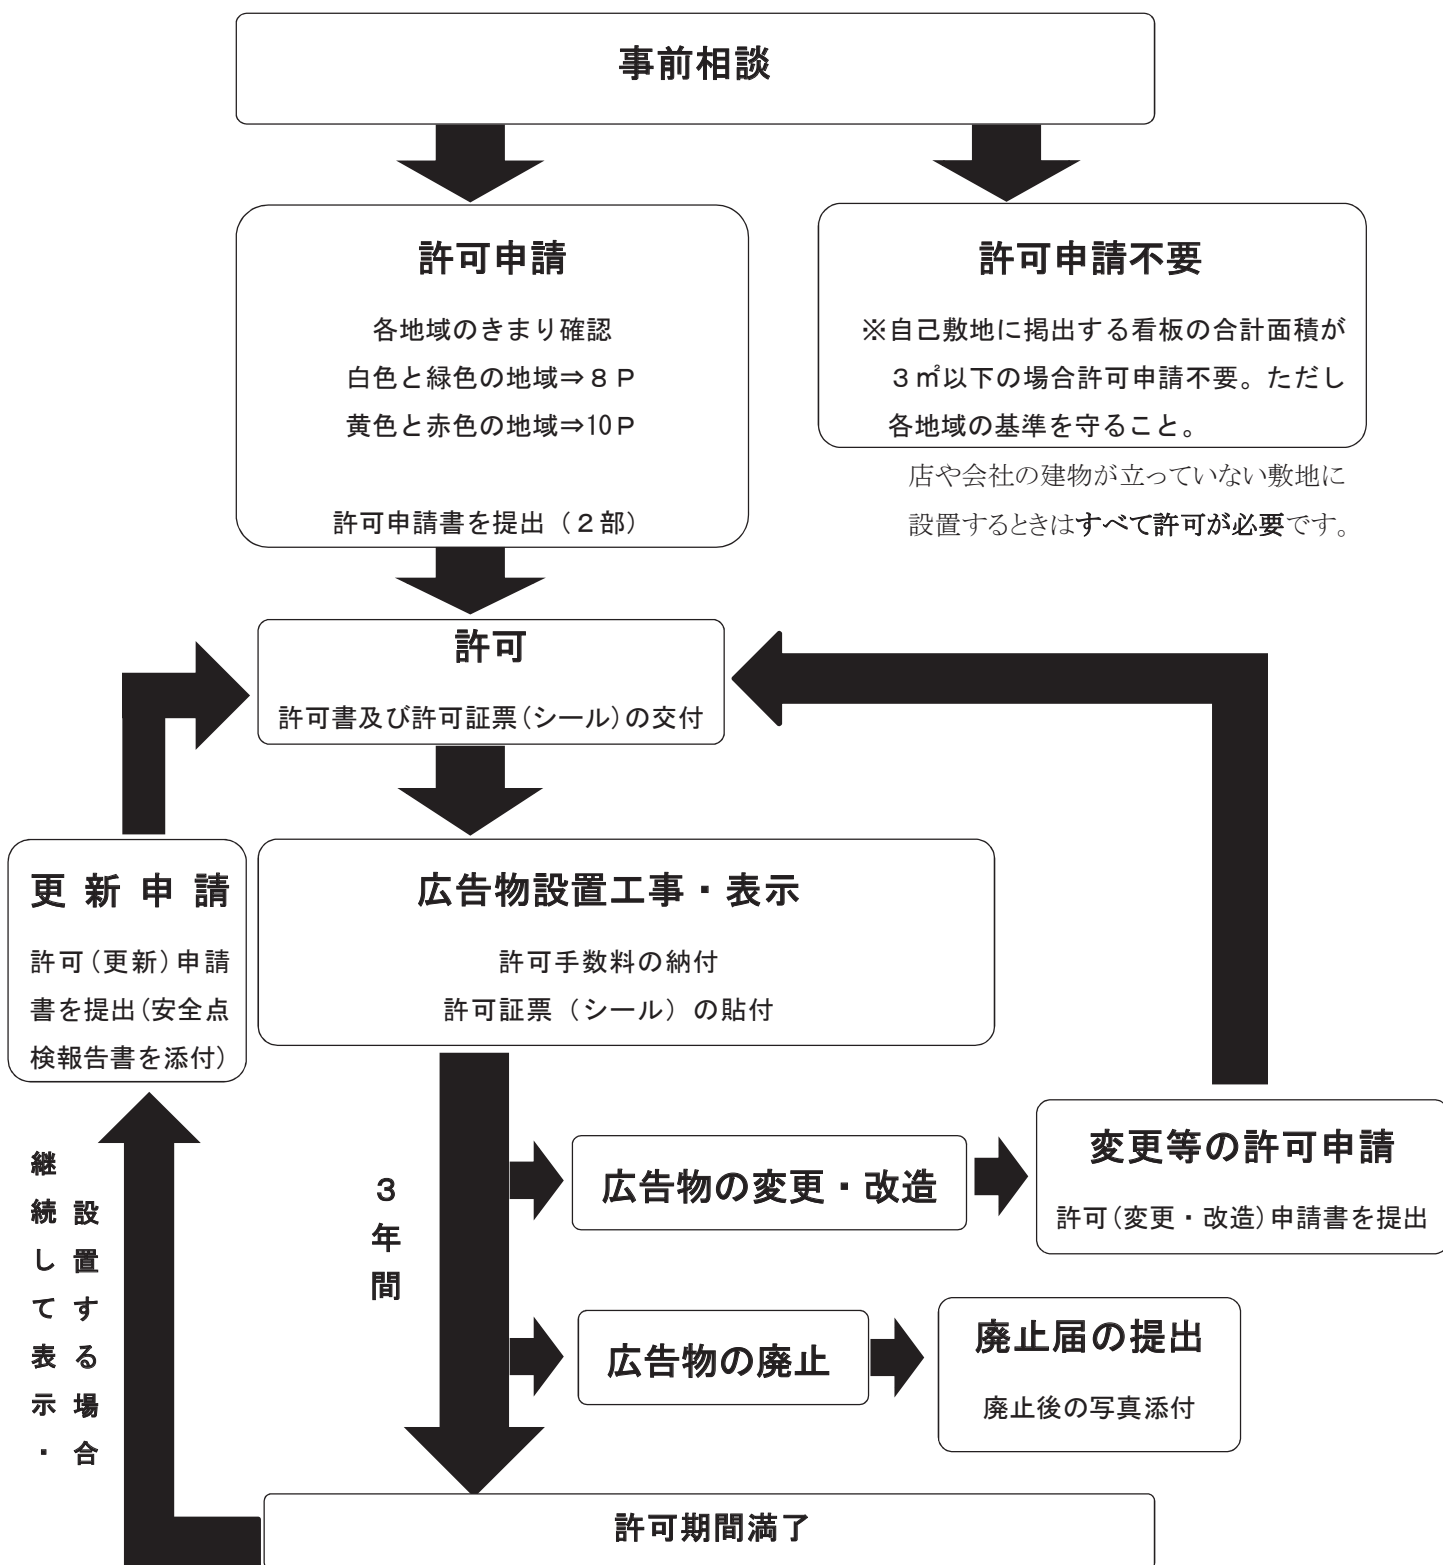 事前相談
許可申請
各地域のきまり確認
白色と緑色の地域⇒８Ｐ
黄色と赤色の地域⇒10Ｐ
許可申請書を提出（２部）
許可申請不要
※自己敷地に掲出する看板の合計面積が
３㎡以下の場合許可申請不要。ただし
各地域の基準を守ること。
店や会社の建物が立っていない敷地に
設置するときはすべて許可が必要です。
許可
許可書及び許可証票(シール)の交付
更新申請
許可(更新)申請
書を提出(安全点
検報告書を添付)
広告物設置工事・表示
許可手数料の納付
許可証票（シール）の貼付
継続して表示・
設置する場合
３年間
広告物の変更・改造
変更等の許可申請
許可(変更・改造)申請書を提出
広告物の廃止
廃止届の提出
廃止後の写真添付
許可期間満了